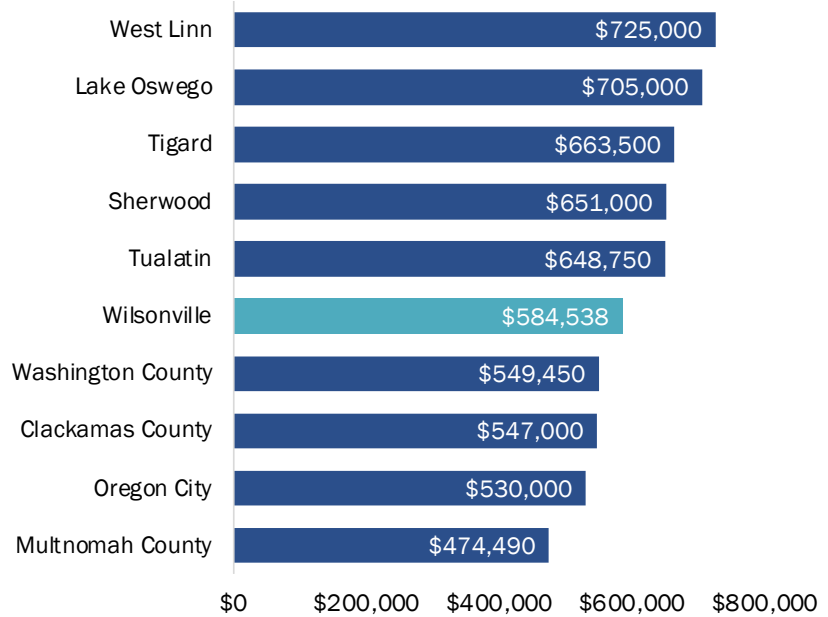 West Linn $725,000
Lake Oswego $705,000
Tigard $663,500
Sherwood $651,000
Tualatin $648,750
Wilsonville $584,538
Washington County $549,450
Clackamas County $547,000
Oregon City $530,000
Multnomah County $474,490
$0 $200,000 $400,000 $600,000 $800,000